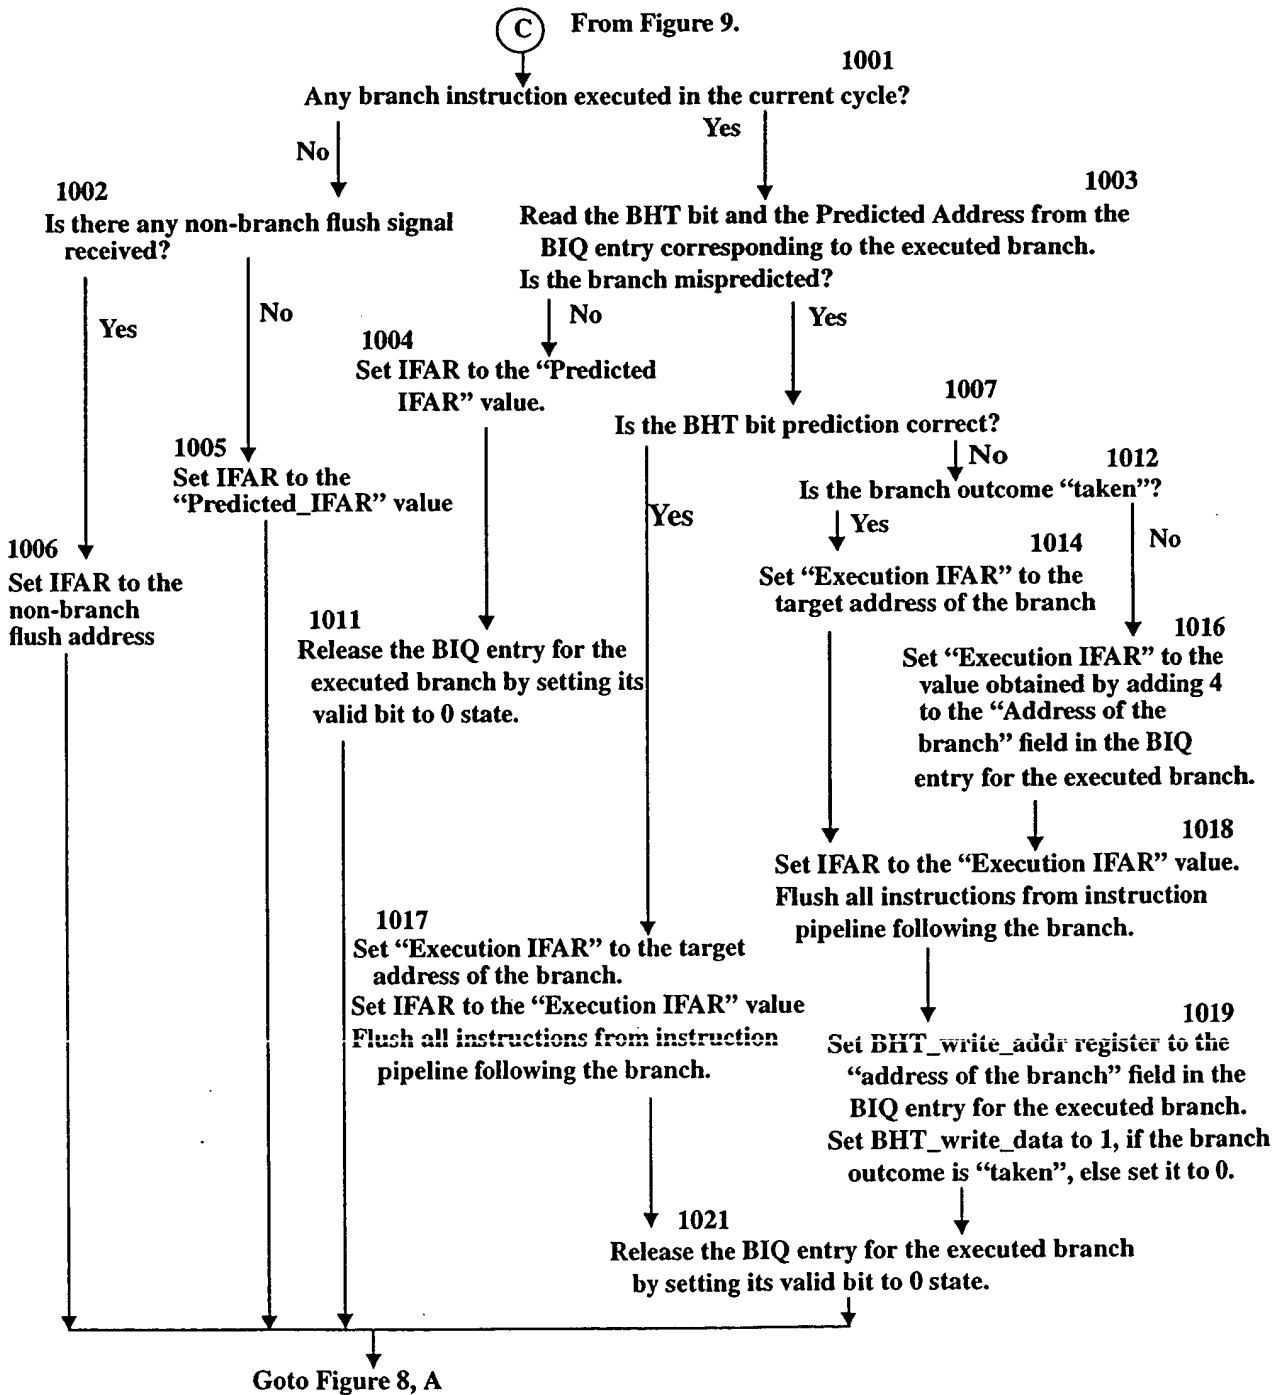 C From Figure 9.
1001
Any branch instruction executed in the current cycle?
Yes
No
1002
Is there any non-branch flush signal
received?
1003
Read the BHT bit and the Predicted Address from the
BIQ entry corresponding to the executed branch.
Is the branch mispredicted?
Yes
No
No
Yes
1004
Set IFAR to the “Predicted
IFAR” value.
1007
Is the BHT bit prediction correct?
1005
Set IFAR to the
“Predicted_IFAR” value
No
1012
Is the branch outcome “taken”?
Yes
Yes
No
1006
Set IFAR to the
non-branch
flush address
1014
Set “Execution IFAR” to the
target address of the branch
1011
Release the BIQ entry for the
executed branch by setting its
valid bit to 0 state.
1016
Set “Execution IFAR” to the
value obtained by adding 4
to the “Address of the
branch” field in the BIQ
entry for the executed branch.
1018
Set IFAR to the “Execution IFAR” value.
Flush all instructions from instruction
pipeline following the branch.
1017
Set “Execution IFAR” to the target
address of the branch.
Set IFAR to the “Execution IFAR” value
Flush all instructions from instruction
pipeline following the branch.
1019
Set BHT_write_addr register to the
“address of the branch” field in the
BIQ entry for the executed branch.
Set BHT_write_data to 1, if the branch
outcome is “taken”, else set it to 0.
1021
Release the BIQ entry for the executed branch
by setting its valid bit to 0 state.
Goto Figure 8, A